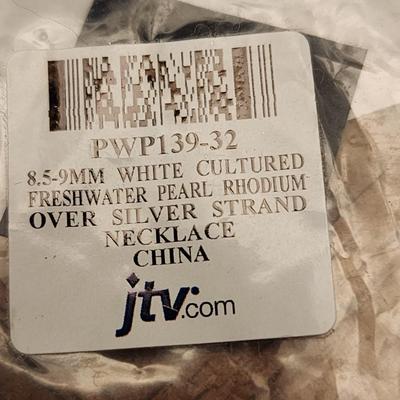 PWP139-32
8.5-9MM WHITE CULTURED
FRESHWATER PEARL RHODIUM
OVER SILVER STRAND
NECKLACE
CHINA
jtv.com